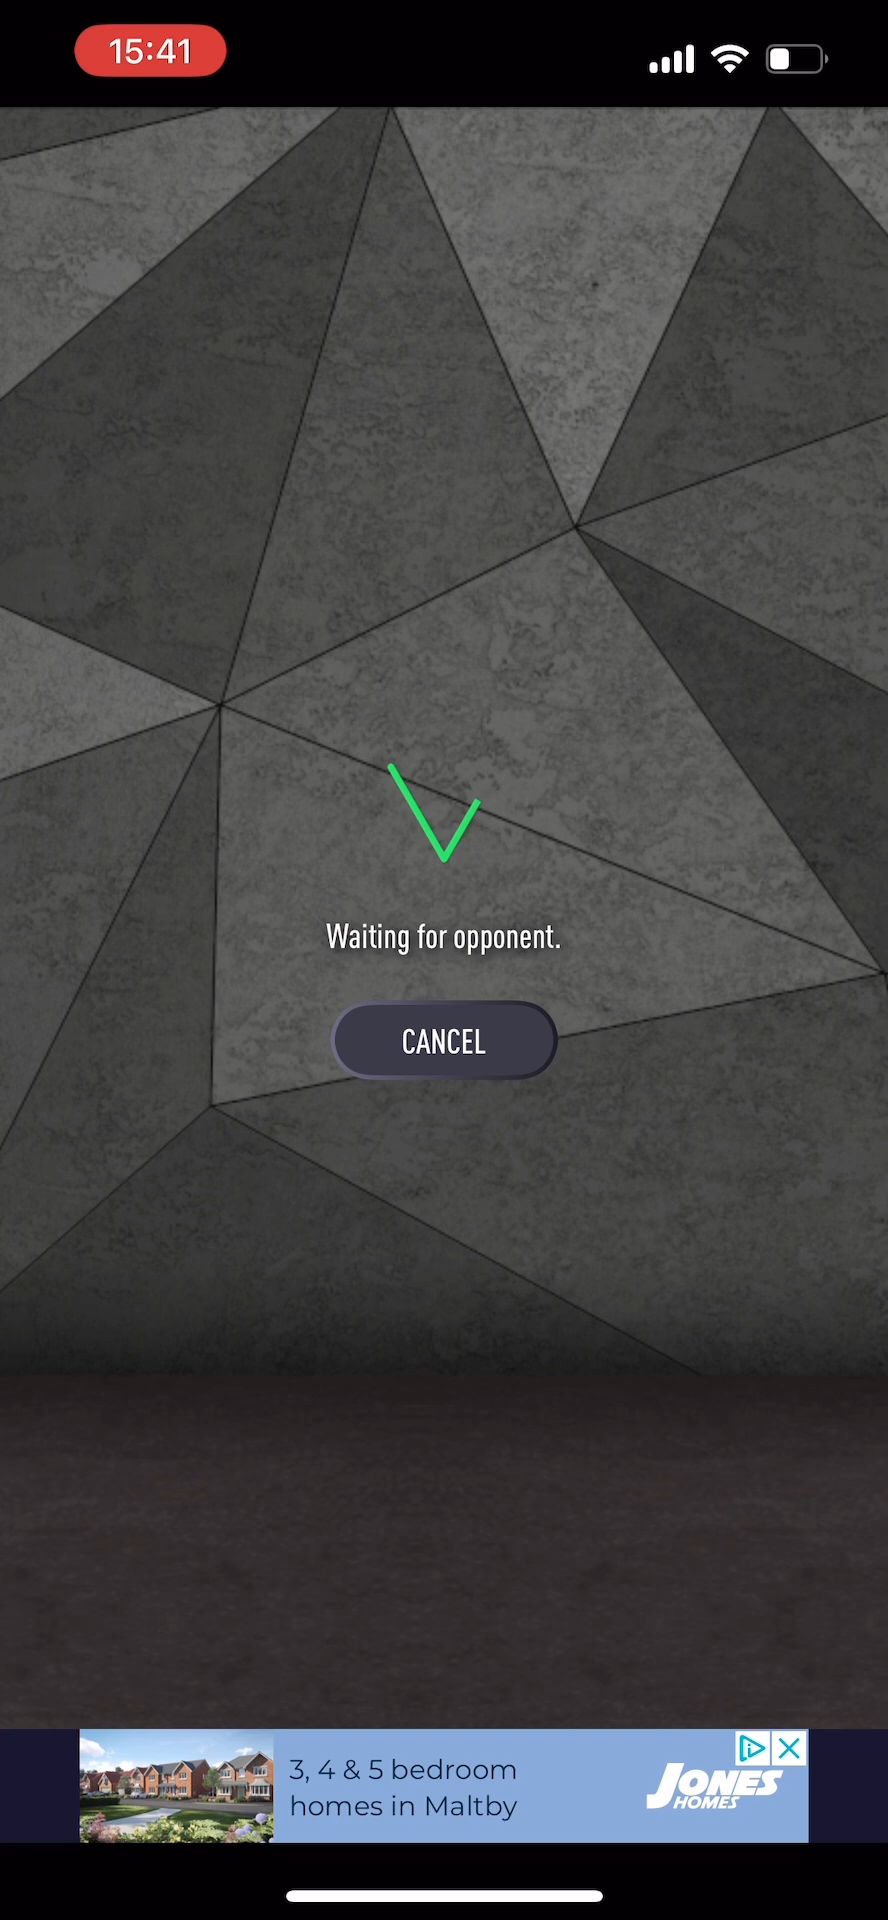 15:41
Waiting for opponent.
CANCEL
3, 4 & 5 bedroom
homes in Maltby
JONES
HOMES